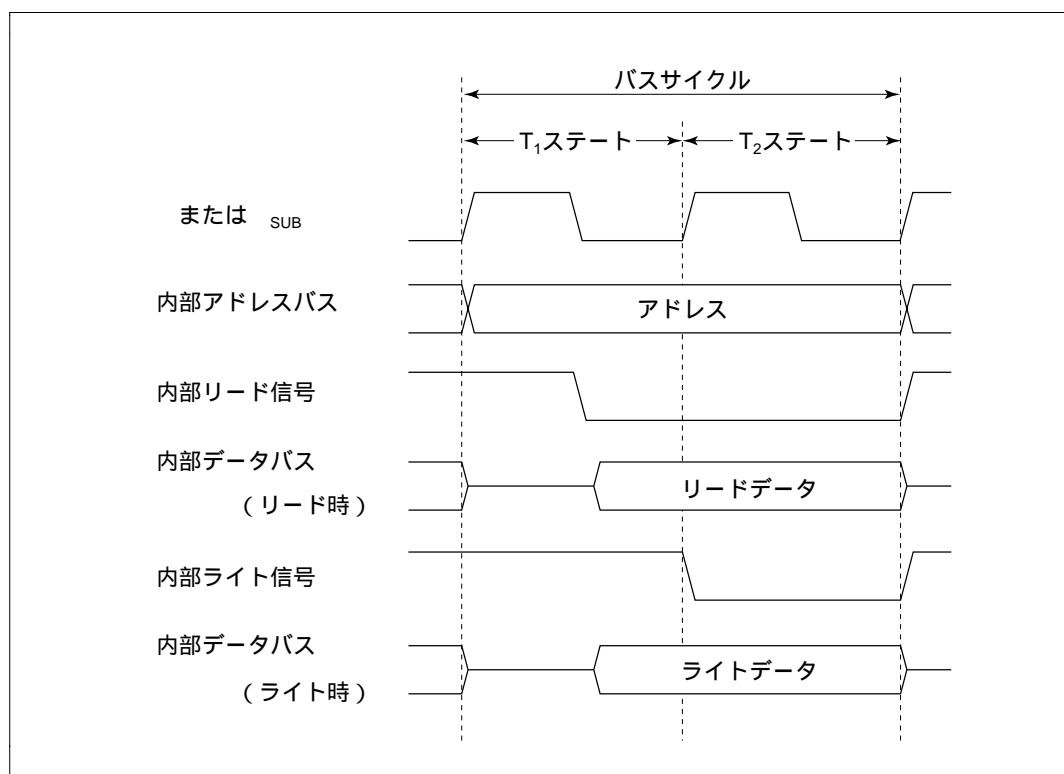 バスサイクル
T₁ステート
T₂ステート
または SUB
内部アドレスバス
アドレス
内部リード信号
内部データバス
(リード時)
リードデータ
内部ライト信号
内部データバス
(ライト時)
ライトデータ